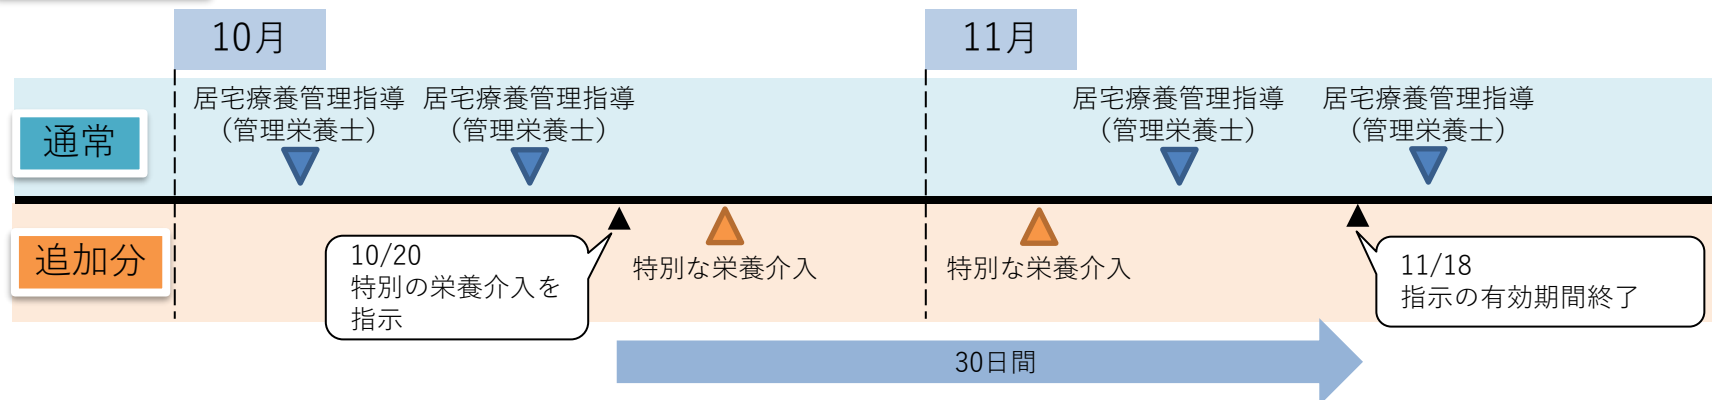 10月
11月
通常
居宅療養管理指導
（管理栄養士）
居宅療養管理指導
（管理栄養士）
居宅療養管理指導
（管理栄養士）
居宅療養管理指導
（管理栄養士）
追加分
10/20
特別の栄養介入を
指示
特別な栄養介入
特別な栄養介入
11/18
指示の有効期間終了
30日間